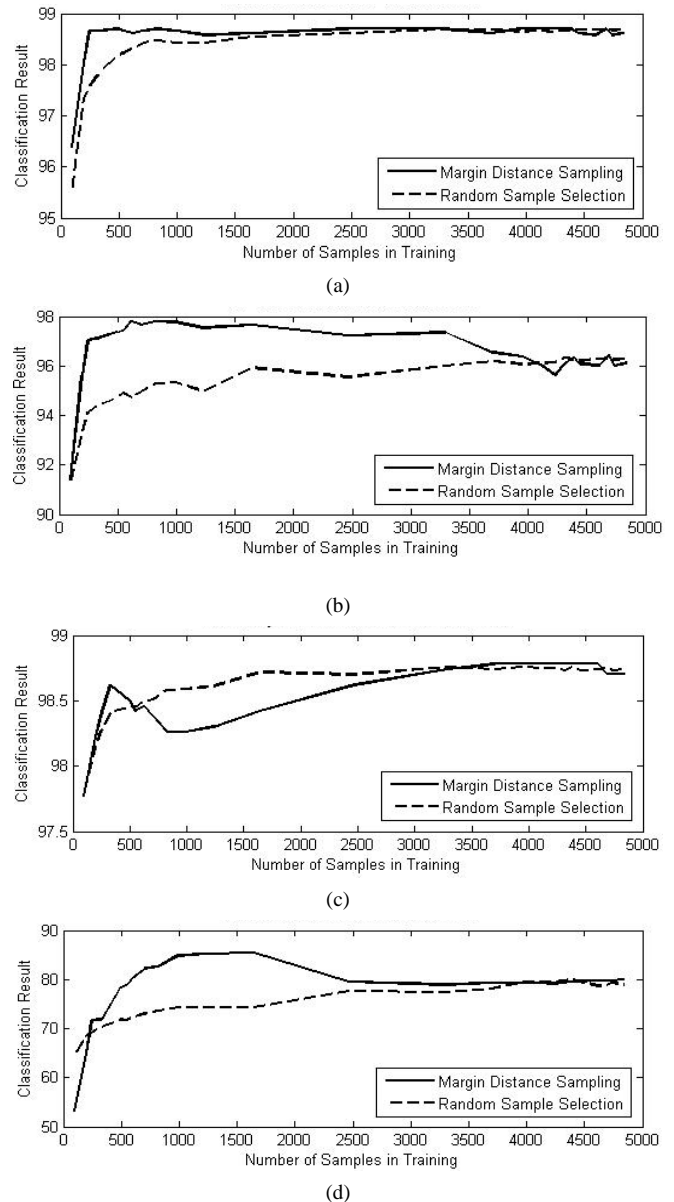 99
98
97
96
95
Classification Result
Margin Distance Sampling
Random Sample Selection
0 500 1000 1500 2000 2500 3000 3500 4000 4500 5000
Number of Samples in Training
(a)
98
96
94
92
90
Classification Result
Margin Distance Sampling
Random Sample Selection
0 500 1000 1500 2000 2500 3000 3500 4000 4500 5000
Number of Samples in Training
(b)
99
98.5
98
97.5
Classification Result
Margin Distance Sampling
Random Sample Selection
0 500 1000 1500 2000 2500 3000 3500 4000 4500 5000
Number of Samples in Training
(c)
90
80
70
60
50
Classification Result
Margin Distance Sampling
Random Sample Selection
0 500 1000 1500 2000 2500 3000 3500 4000 4500 5000
Number of Samples in Training
(d)